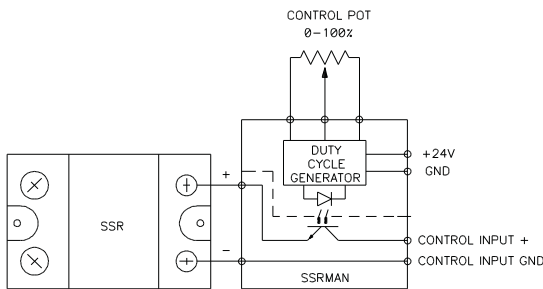 CONTROL POT
0-100%
DUTY
CYCLE
GENERATOR
+24V
GND
+
SSR
-
CONTROL INPUT +
CONTROL INPUT GND
SSRMAN